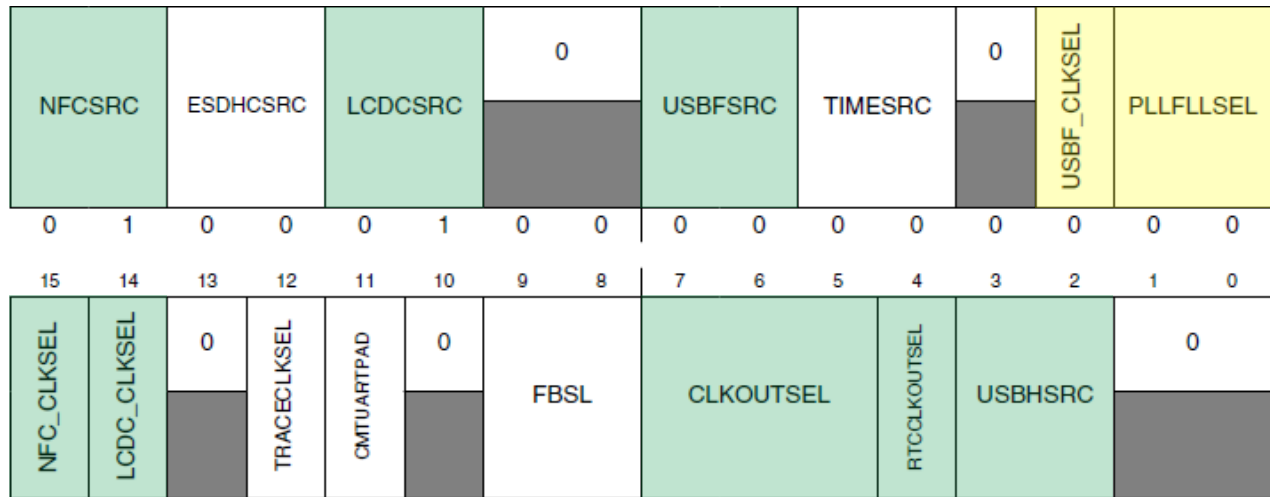 NFCSRC ESDHCSRC LCDCSRC 0 USBFSRC TIMESRC 0 USBF_CLKSEL PLLFLLSEL
0 1 0 0 0 1 0 0 0 0 0 0 0 0 0 0
15 14 13 12 11 10 9 8 7 6 5 4 3 2 1 0
NFC_CLKSEL LCDC_CLKSEL 0 TRACECLKSEL CMTUARTPAD 0 FBSL CLKOUTSEL RTCCLKOUTSEL USBHSRC 0